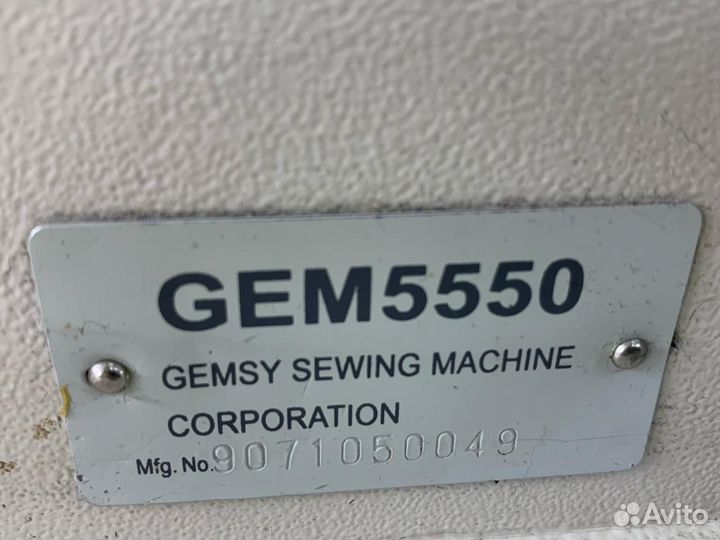 GEM5550
GEMSY SEWING MACHINE
CORPORATION
Mfg. No. 9071050049
Avito